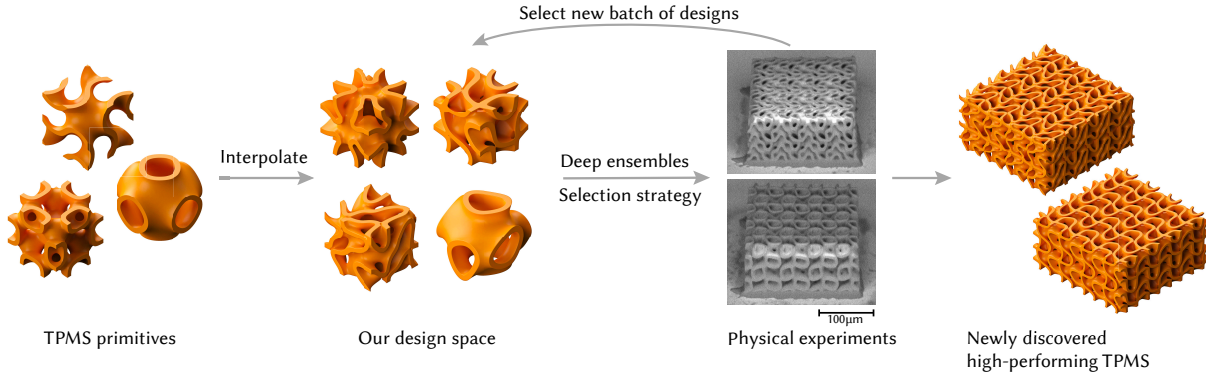 Select new batch of designs
Interpolate
Deep ensembles
Selection strategy
100μm
TPMS primitives
Our design space
Physical experiments
Newly discovered
high-performing TPMS